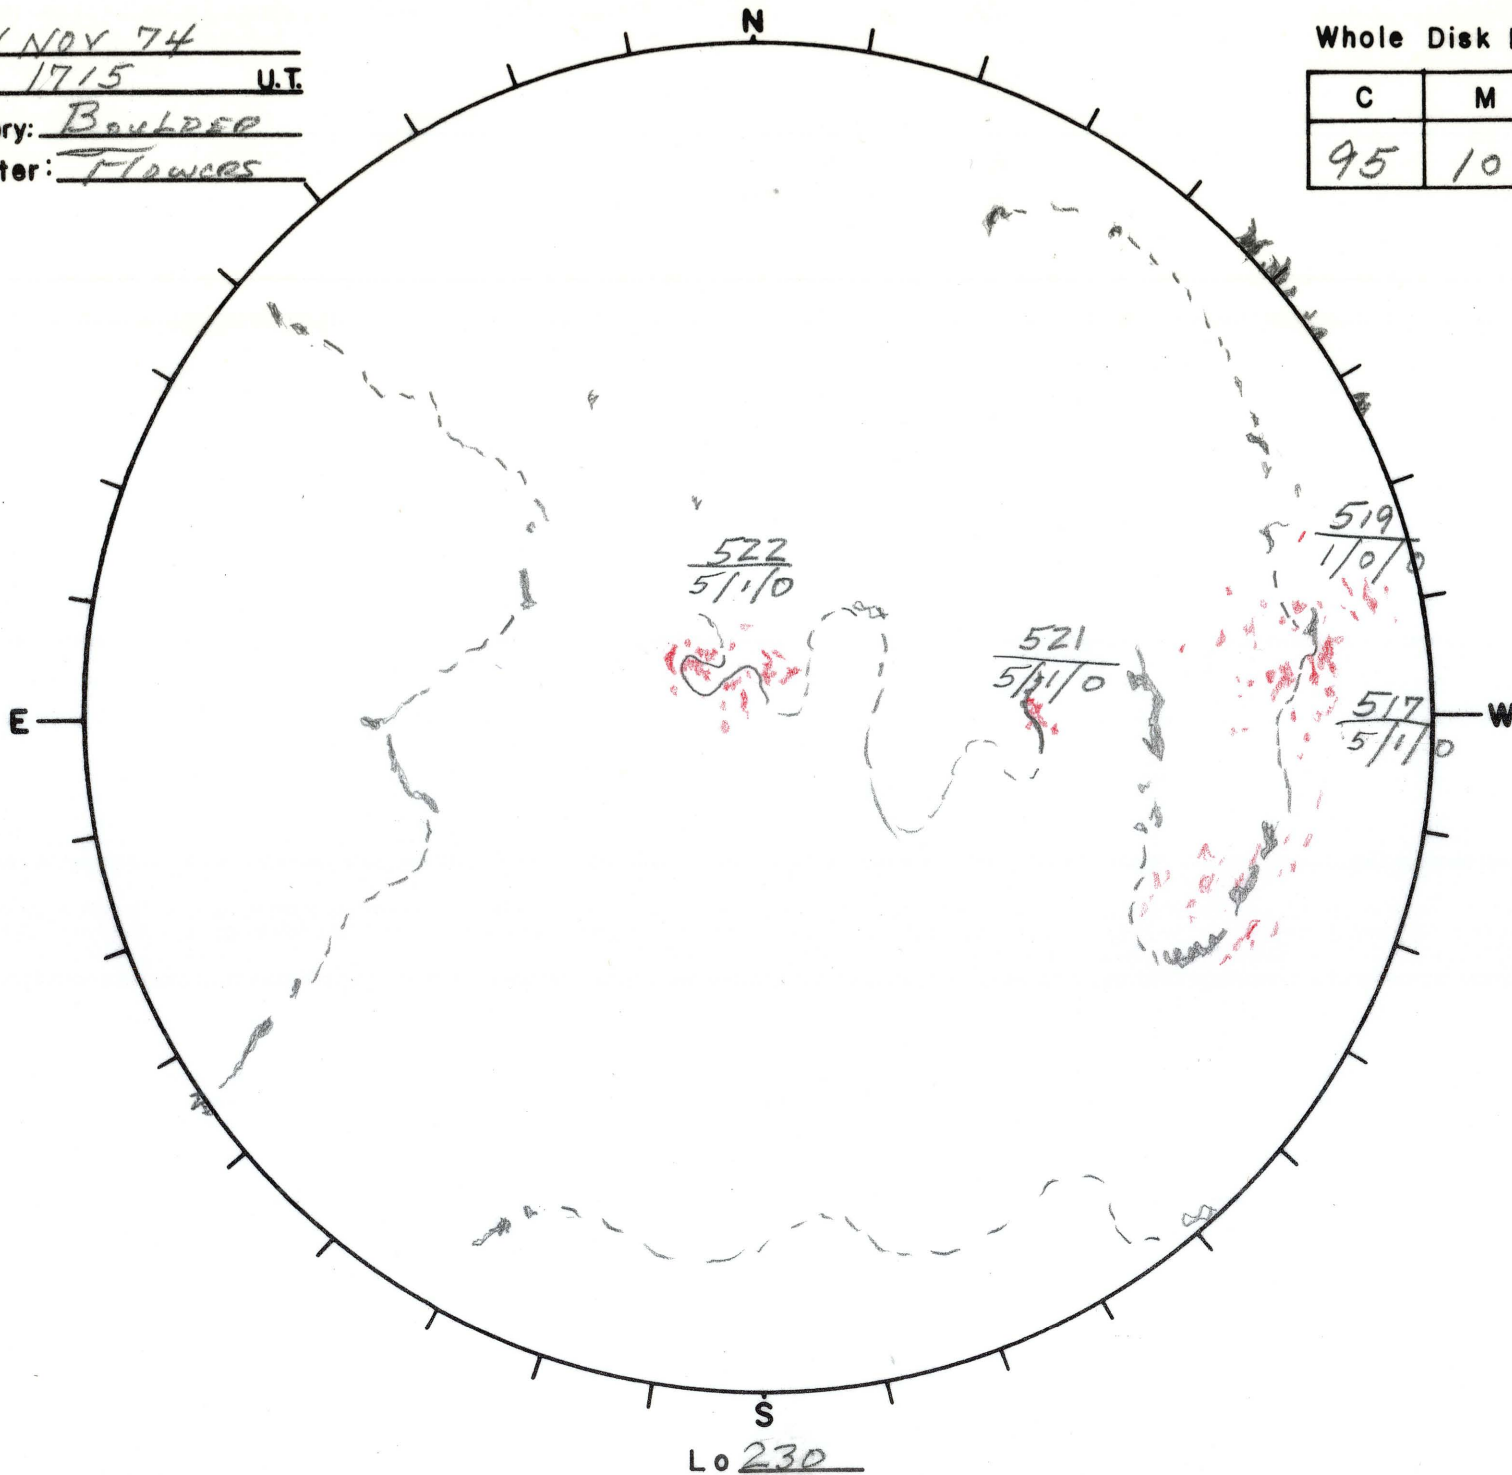 NOV 74
1715 U.T.
ry: BOULDER
ter: Flowers
N
Whole Disk
C M
95 10
519
1/0/0
522
5/1/0
521
5/1/0
E
W
517
5/1/0
S
Lo 230